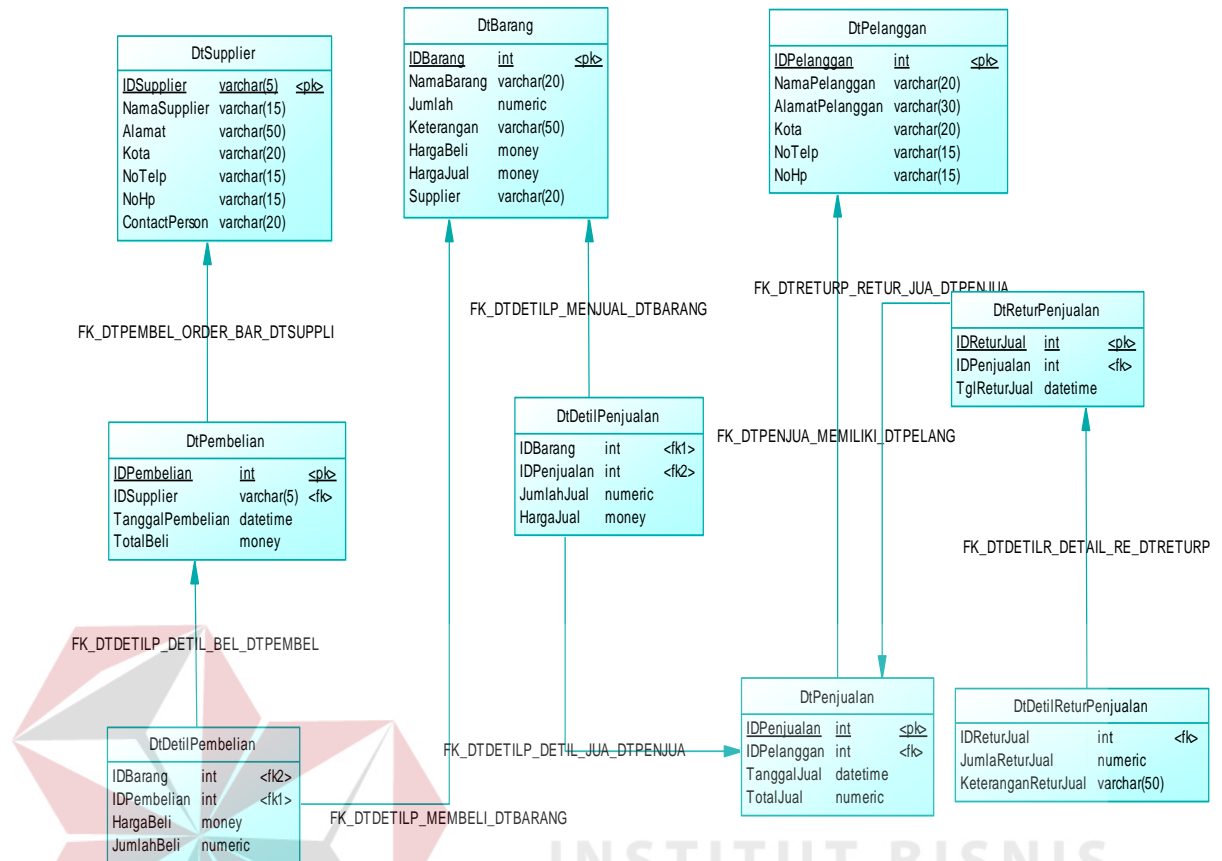 DtSupplier
IDSupplier varchar(5) <pk>
NamaSupplier varchar(15)
Alamat varchar(50)
Kota varchar(20)
NoTelp varchar(15)
NoHp varchar(15)
ContactPerson varchar(20)
DtBarang
IDBarang int <pk>
NamaBarang varchar(20)
Jumlah numeric
Keterangan varchar(50)
HargaBeli money
HargaJual money
Supplier varchar(20)
DtPelanggan
IDPelanggan int <pk>
NamaPelanggan varchar(20)
AlamatPelanggan varchar(30)
Kota varchar(20)
NoTelp varchar(15)
NoHp varchar(15)
FK_DTRETURP_RETUR_JUA_DTPENJUA
FK_DTDETILP_MENJUAL_DTBARANG
FK_DTPEMBEL_ORDER_BAR_DTSUPPLI
DtReturPenjualan
IDReturJual int <pk>
IDPenjualan int <fk>
TglReturJual datetime
DtDetilPenjualan
IDBarang int <fk1>
IDPenjualan int <fk2>
JumlahJual numeric
HargaJual money
FK_DTPENJUA_MEMILIKI_DTPELANG
DtPembelian
IDPembelian int <pk>
IDSupplier varchar(5) <fk>
TanggalPembelian datetime
TotalBeli money
FK_DTDETILR_DETAIL_RE_DTRETURP
FK_DTDETILP_DETIL_BEL_DTPEMBEL
DtDetilPembelian
IDBarang int <fk2>
IDPembelian int <fk1>
HargaBeli money
JumlahBeli numeric
FK_DTDETILP_DETIL_JUA_DTPENJUA
FK_DTDETILP_MEMBELI_DTBARANG
DtPenjualan
IDPenjualan int <pk>
IDPelanggan int <fk>
TanggalJual datetime
TotalJual numeric
DtDetilReturPenjualan
IDReturJual int <fk>
JumlaReturJual numeric
KeteranganReturJual varchar(50)
INSTITUT BISNIS